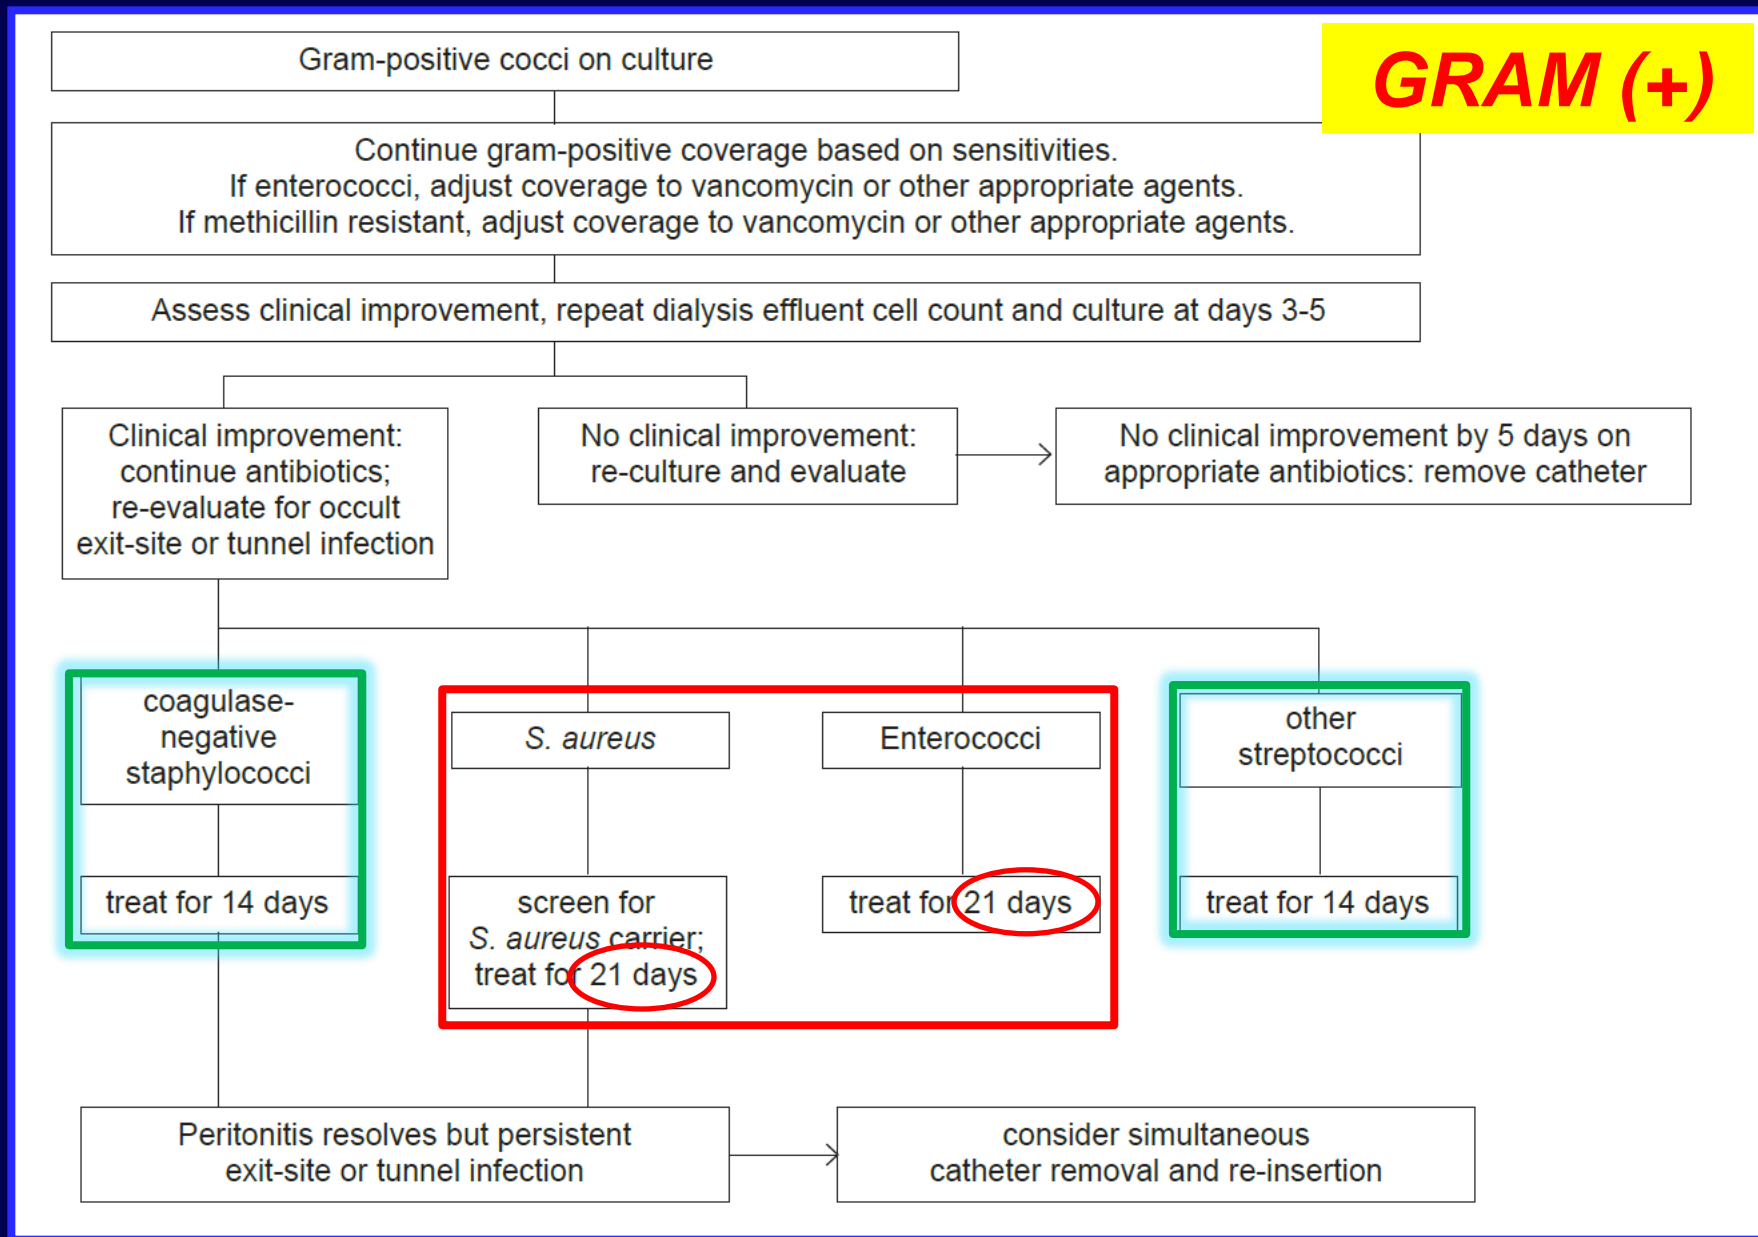 Gram-positive cocci on culture
GRAM (+)
Continue gram-positive coverage based on sensitivities.
If enterococci, adjust coverage to vancomycin or other appropriate agents.
If methicillin resistant, adjust coverage to vancomycin or other appropriate agents.
Assess clinical improvement, repeat dialysis effluent cell count and culture at days 3-5
Clinical improvement:
continue antibiotics;
re-evaluate for occult
exit-site or tunnel infection
No clinical improvement:
re-culture and evaluate
No clinical improvement by 5 days on
appropriate antibiotics: remove catheter
coagulase-
negative
staphylococci
treat for 14 days
S. aureus
screen for
S. aureus carrier;
treat for 21 days
Enterococci
treat for 21 days
other
streptococci
treat for 14 days
Peritonitis resolves but persistent
exit-site or tunnel infection
consider simultaneous
catheter removal and re-insertion